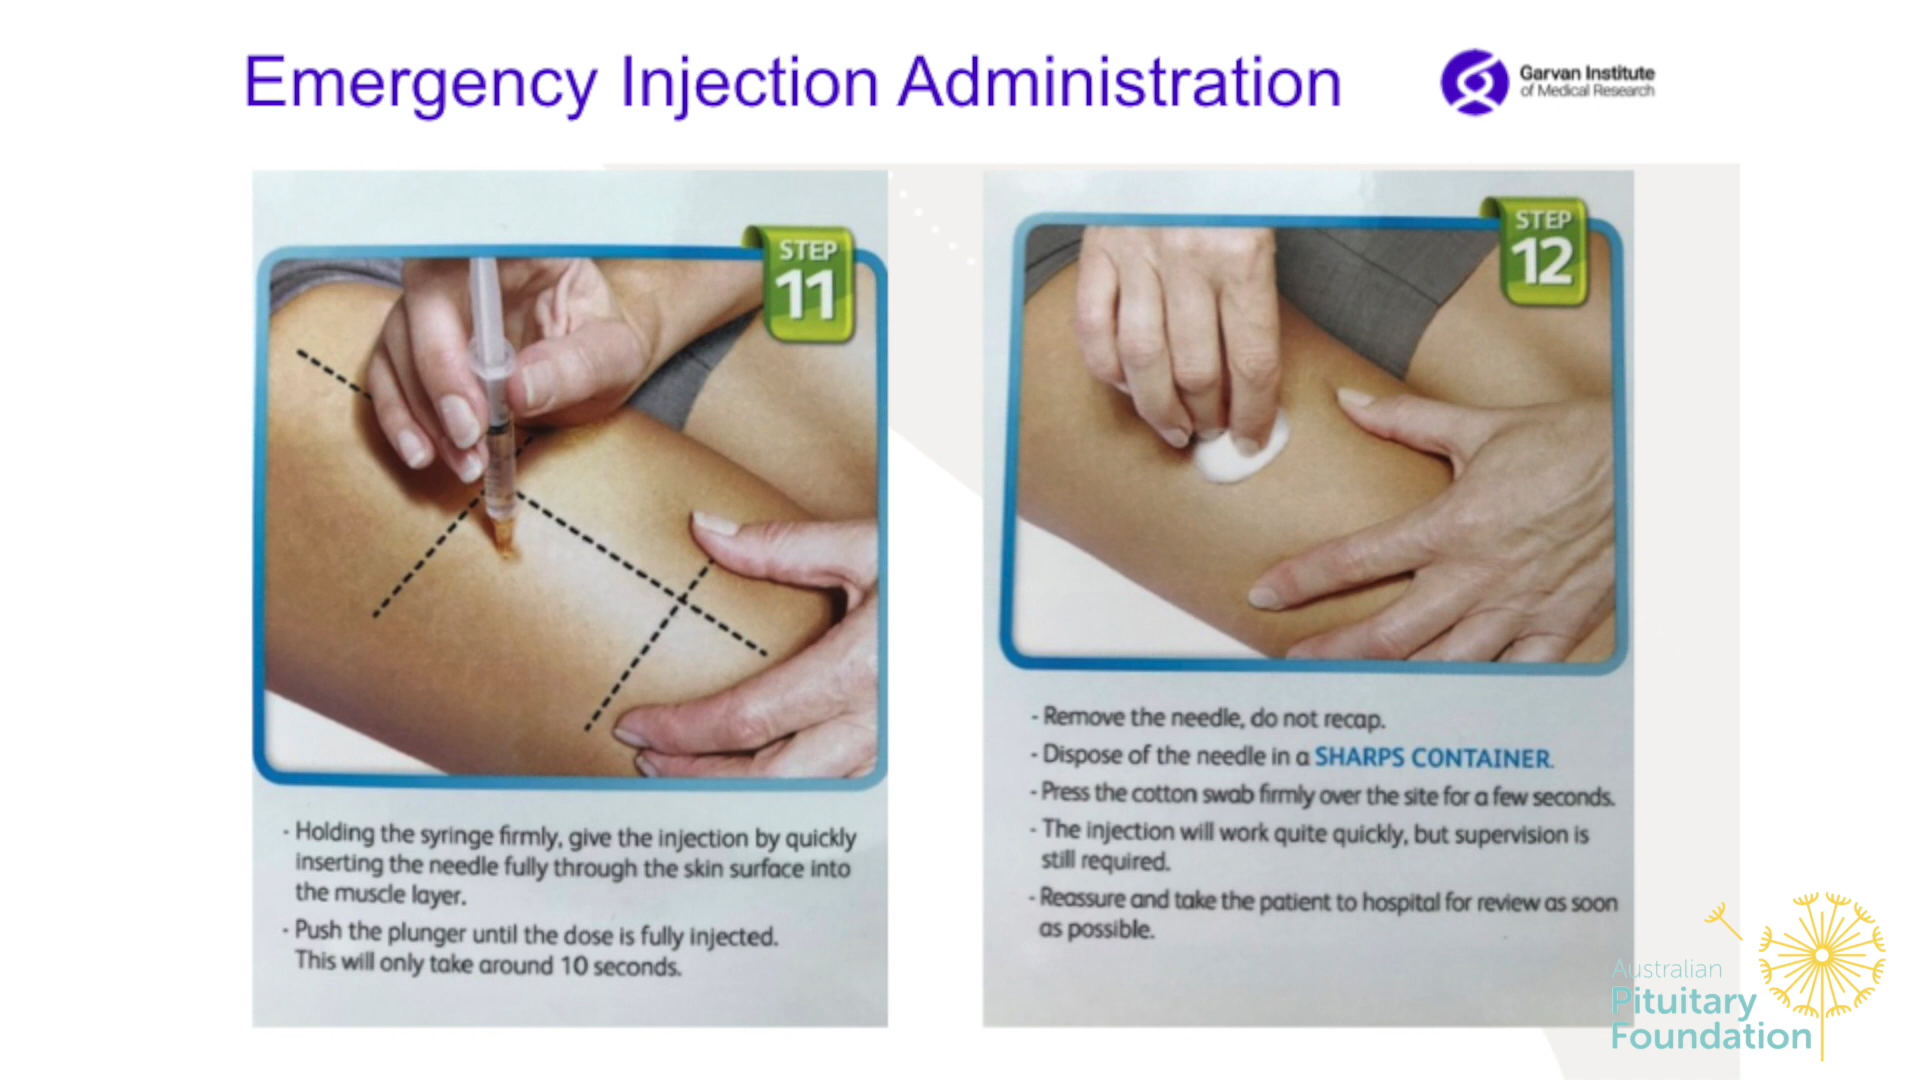 Emergency Injection Administration
Garvan Institute
of Medical Research
STEP
11
- Holding the syringe firmly, give the injection by quickly
inserting the needle fully through the skin surface into
the muscle layer.
- Push the plunger until the dose is fully injected.
This will only take around 10 seconds.
STEP
12
- Remove the needle, do not recap.
- Dispose of the needle in a SHARPS CONTAINER.
- Press the cotton swab firmly over the site for a few seconds.
- The injection will work quite quickly, but supervision is
still required.
- Reassure and take the patient to hospital for review as soon
as possible.
Australian
Pituitary
Foundation